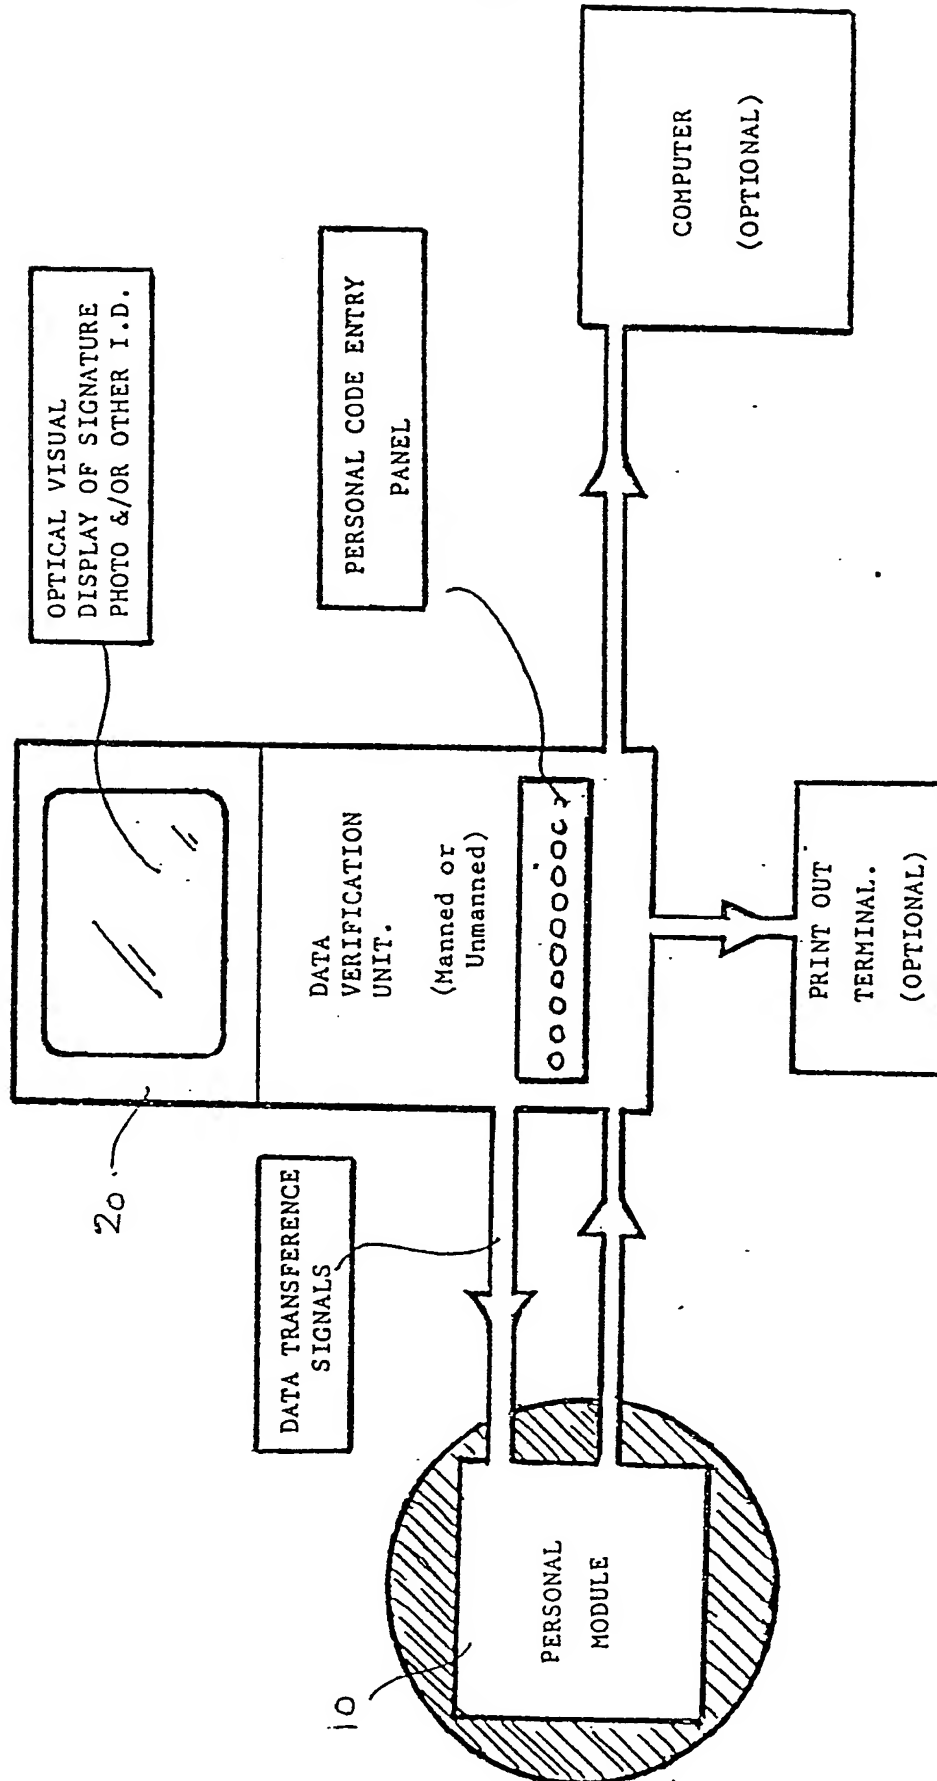 OPTICAL VISUAL
DISPLAY OF SIGNATURE
PHOTO &/OR OTHER I.D.
20
PERSONAL CODE ENTRY
PANEL
DATA
VERIFICATION
UNIT.
(Manned or
Unmanned)
DATA TRANSFERENCE
SIGNALS
10
PERSONAL
MODULE
COMPUTER
(OPTIONAL)
PRINT OUT
TERMINAL.
(OPTIONAL)